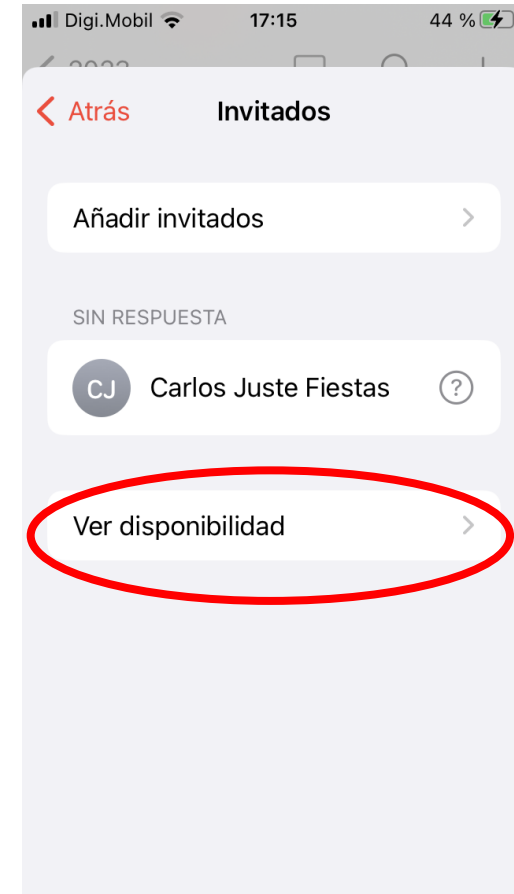 Digi.Mobil 17:15 44 %
Atrás Invitados
Añadir invitados
SIN RESPUESTA
CJ Carlos Juste Fiestas ?
Ver disponibilidad